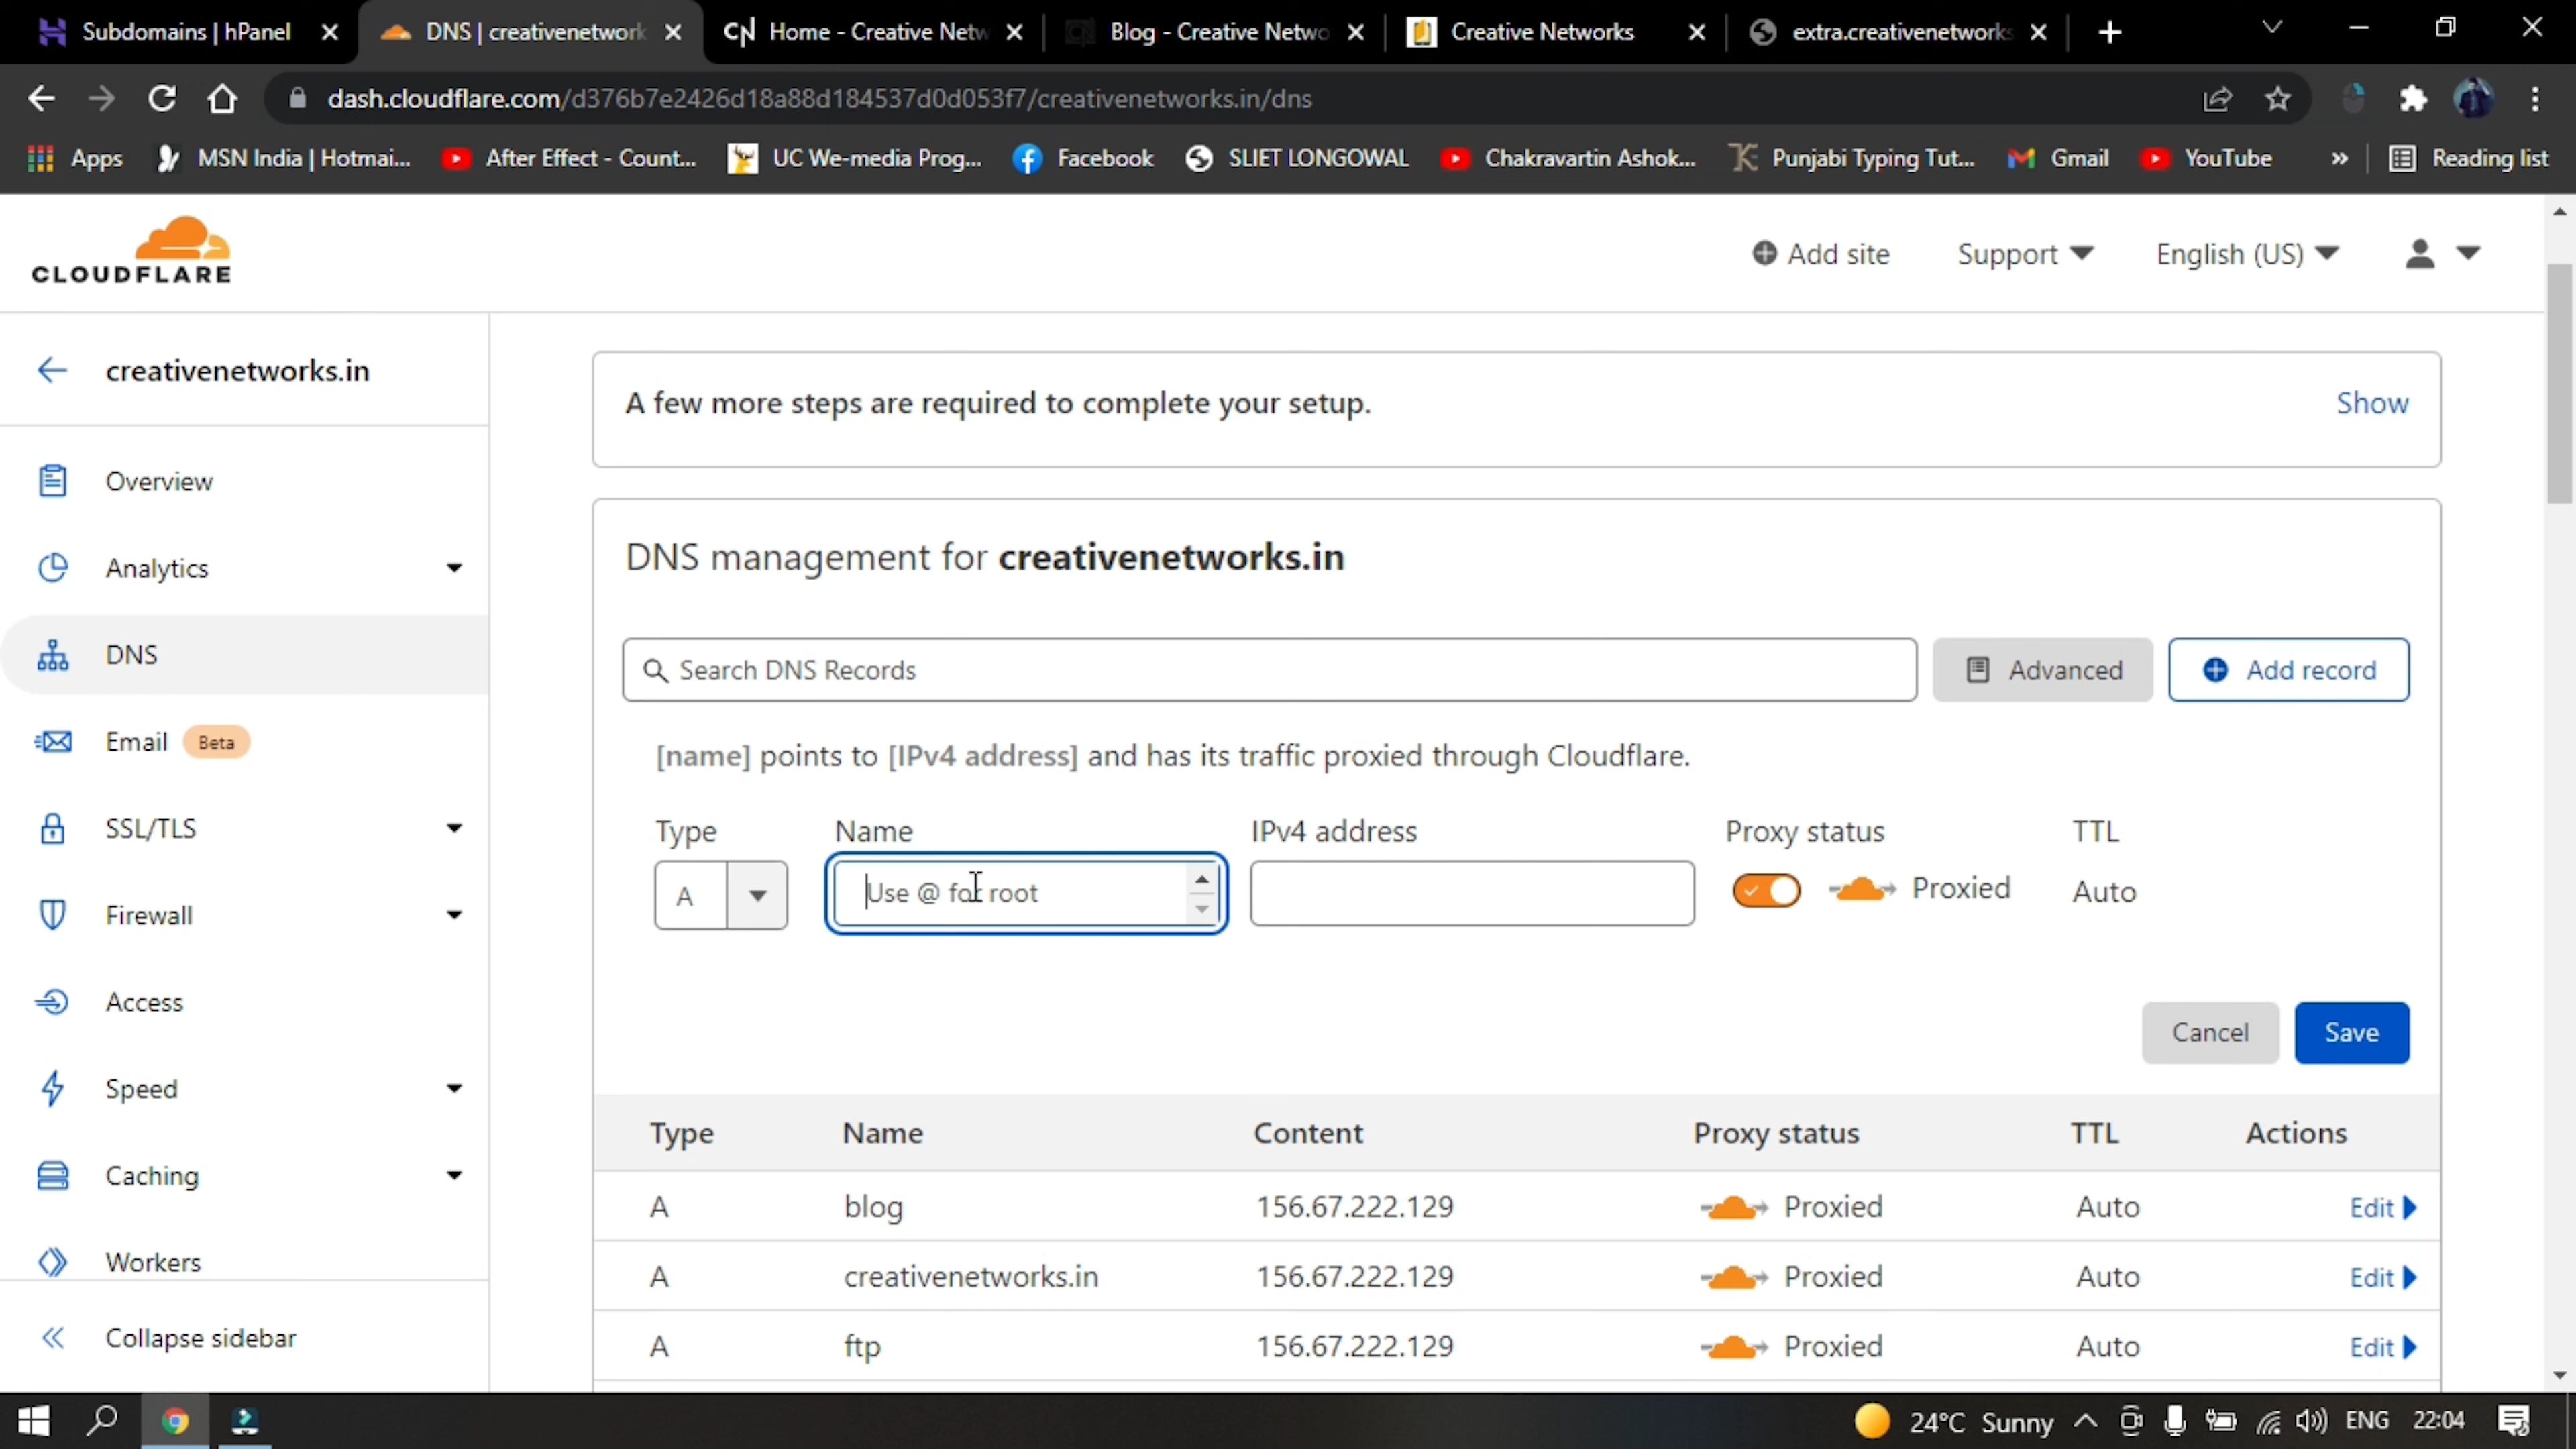 Subdomains | hPanel
DNS | creativenetwork
Home - Creative Netw
Blog - Creative Netwo
Creative Networks
extra.creativenetworks
dash.cloudflare.com/d376b7e2426d18a88d184537d0d053f7/creativenetworks.in/dns
Apps
MSN India | Hotmai...
After Effect - Count...
UC We-media Prog...
Facebook
SLIET LONGOWAL
Chakravartin Ashok...
Punjabi Typing Tut...
Gmail
YouTube
»
Reading list
CLOUDFLARE
Add site
Support
English (US)
creativenetworks.in
Overview
Analytics
DNS
Email Beta
SSL/TLS
Firewall
Access
Speed
Caching
Workers
Collapse sidebar
A few more steps are required to complete your setup.
Show
DNS management for creativenetworks.in
Search DNS Records
Advanced
Add record
[name] points to [IPv4 address] and has its traffic proxied through Cloudflare.
Type Name IPv4 address Proxy status TTL
A Use @ for root Proxied Auto
Cancel Save
Type Name Content Proxy status TTL Actions
A blog 156.67.222.129 Proxied Auto Edit
A creativenetworks.in 156.67.222.129 Proxied Auto Edit
A ftp 156.67.222.129 Proxied Auto Edit
24°C Sunny ENG 22:04